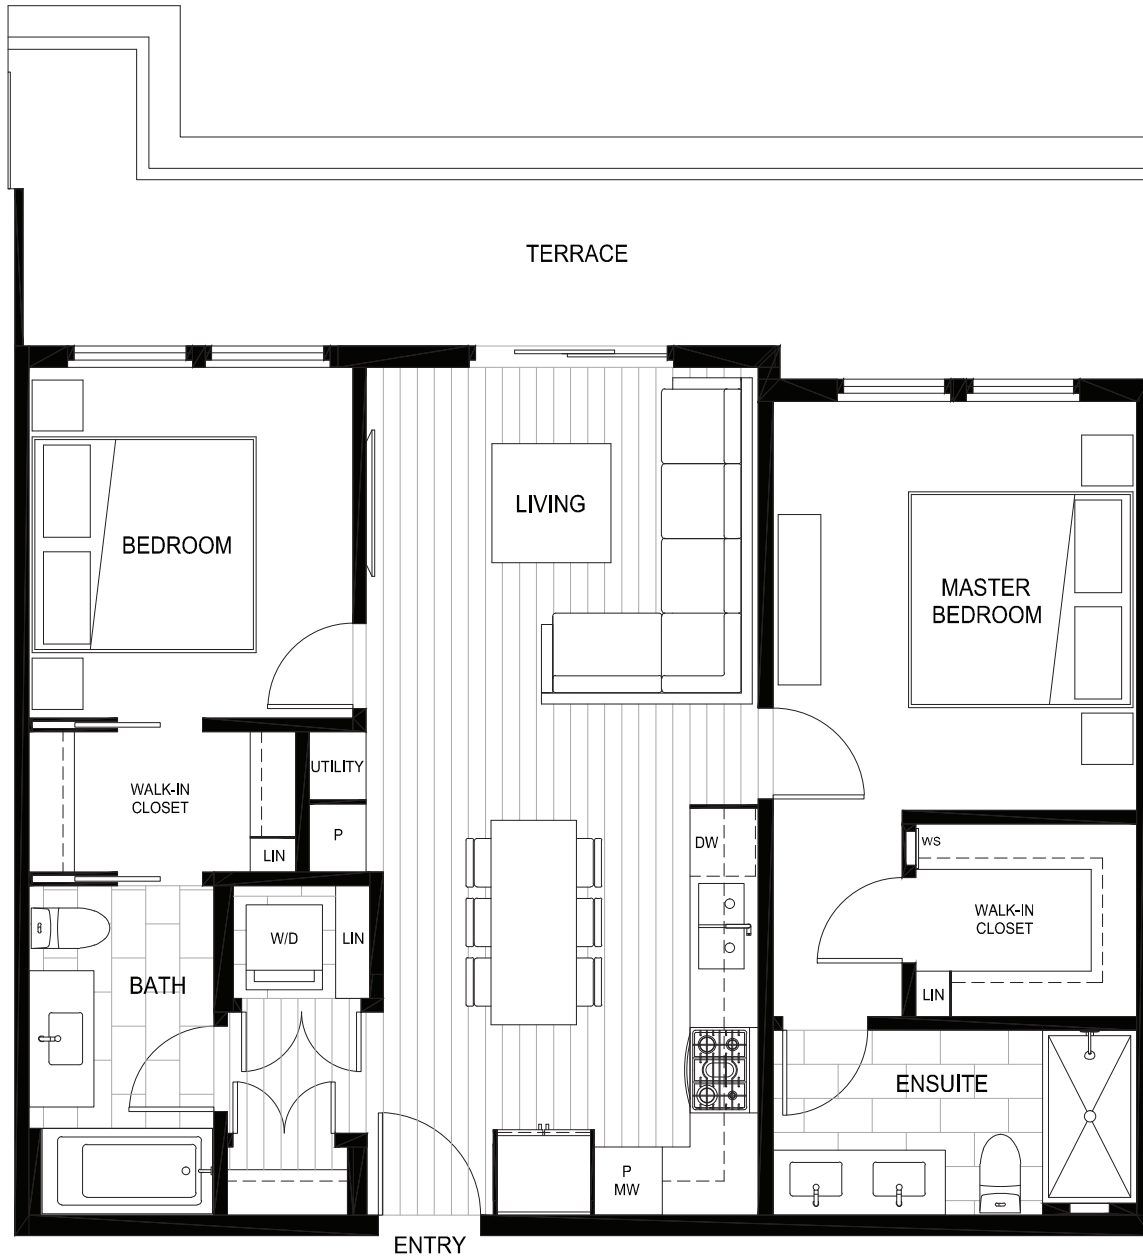 TERRACE
LIVING
BEDROOM
MASTER
BEDROOM
UTILITY
WALK-IN
CLOSET
P
DW
WS
LIN
WALK-IN
CLOSET
W/D
LIN
BATH
LIN
ENSUITE
P
MW
ENTRY